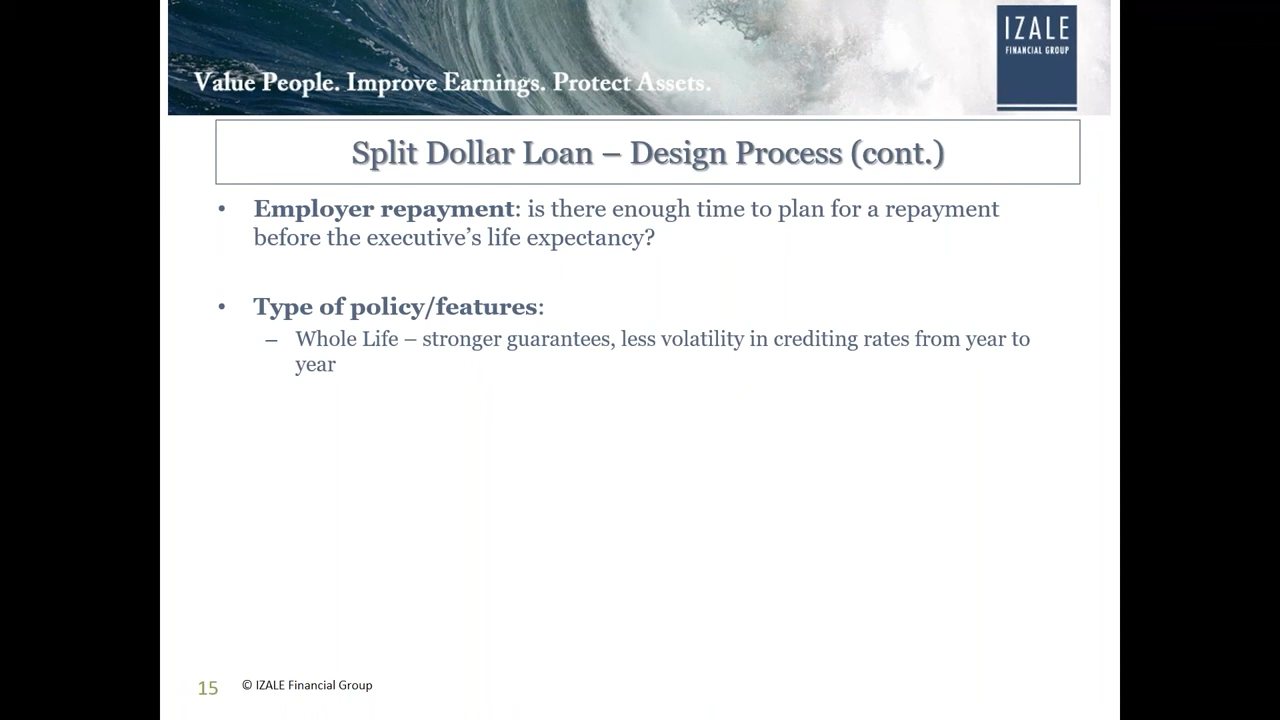 IZALE
FINANCIAL GROUP
Value People. Improve Earnings. Protect Assets.
Split Dollar Loan – Design Process (cont.)
• Employer repayment: is there enough time to plan for a repayment
before the executive’s life expectancy?
• Type of policy/features:
– Whole Life – stronger guarantees, less volatility in crediting rates from year to
year
15 © IZALE Financial Group